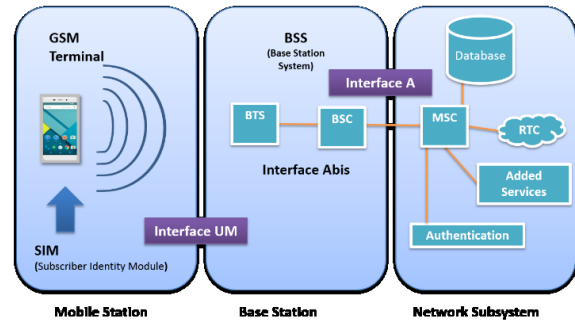 GSM
Terminal
SIM
(Subscriber Identity Module)
Interface UM
BSS
(Base Station
System)
Interface A
BTS
BSC
Interface Abis
Database
MSC
RTC
Added
Services
Authentication
Mobile Station
Base Station
Network Subsystem